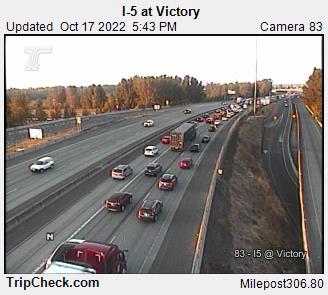 I-5 at Victory
Updated Oct 17 2022 5:43 PM Camera 83
T
N
83 - I5 @ Victory
TripCheck.com Milepost306.80